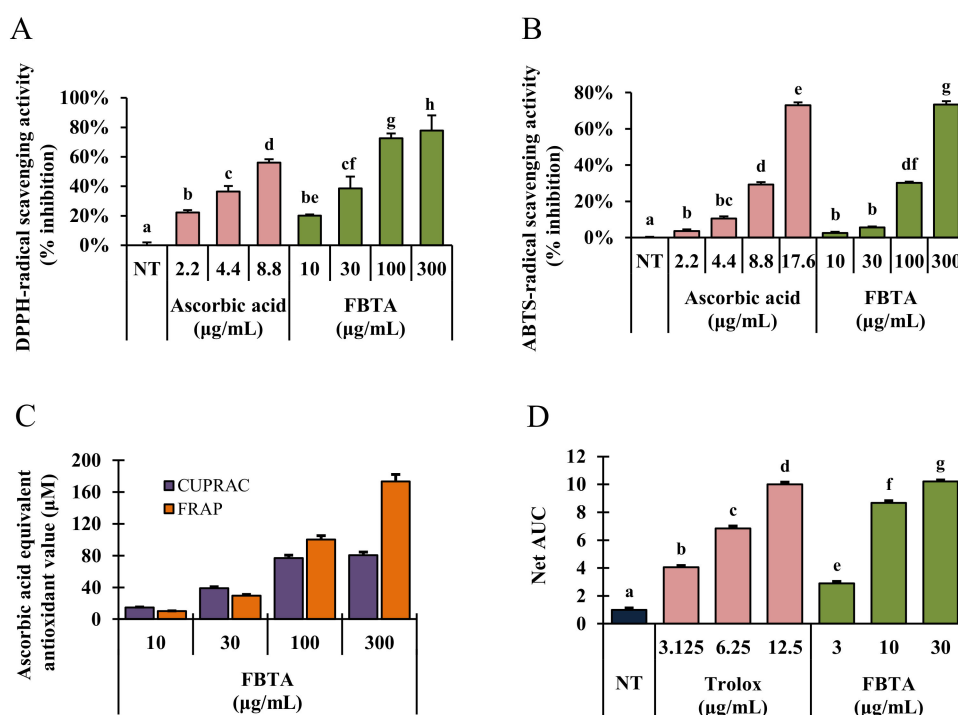 A
DPPH-radical scavenging activity
(% inhibition)
100%
80%
60%
40%
20%
0%
a
b
c
d
be
cf
g
h
NT
2.2
4.4
8.8
10
30
100
300
Ascorbic acid
(µg/mL)
FBTA
(µg/mL)
B
ABTS-radical scavenging activity
(% inhibition)
80%
60%
40%
20%
0%
a
b
bc
d
e
b
b
df
g
NT
2.2
4.4
8.8
17.6
10
30
100
300
Ascorbic acid
(µg/mL)
FBTA
(µg/mL)
C
Ascorbic acid equivalent
antioxidant value (µM)
200
160
120
80
40
0
CUPRAC
FRAP
10
30
100
300
FBTA
(µg/mL)
D
Net AUC
12
10
8
6
4
2
0
a
b
c
d
e
f
g
NT
3.125
6.25
12.5
3
10
30
Trolox
(µg/mL)
FBTA
(µg/mL)